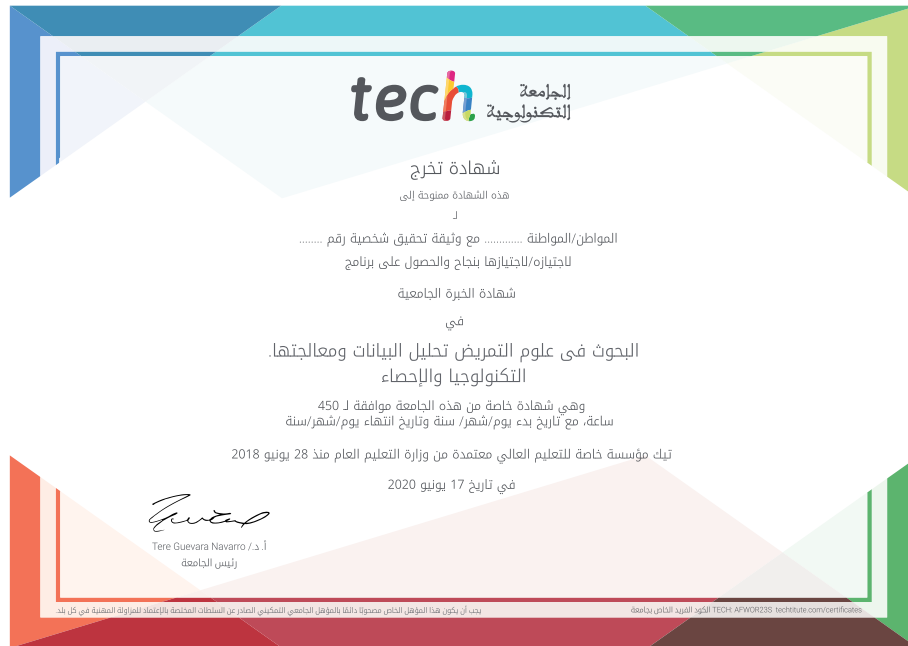 tech الجامعة
التكنولوجية
شهادة تخرج
هذه الشهادة ممنوحة إلى
لـ
المواطن/المواطنة ............ مع وثيقة تحقيق شخصية رقم ........
لاجتيازه/لاجتيازها بنجاح والحصول على برنامج
شهادة الخبرة الجامعية
في
البحوث فى علوم التمريض تحليل البيانات ومعالجتها.
التكنولوجيا والإحصاء
وهي شهادة خاصة من هذه الجامعة موافقة لـ 450
ساعة، مع تاريخ بدء يوم/شهر/ سنة وتاريخ انتهاء يوم/شهر/سنة
تيك مؤسسة خاصة للتعليم العالي معتمدة من وزارة التعليم العام منذ 28 يونيو 2018
في تاريخ 17 يونيو 2020
أ. د./ Tere Guevara Navarro
رئيس الجامعة
يجب أن يكون هذا المؤهل الخاص مصحوبًا دائمًا بالمؤهل الجامعي التمكيني الصادر عن السلطات المختصة بالإعتماد للمزاولة المهنية في كل بلد.
الكود الفريد الخاص بجامعة TECH: AFWOR23S techtitute.com/certificates